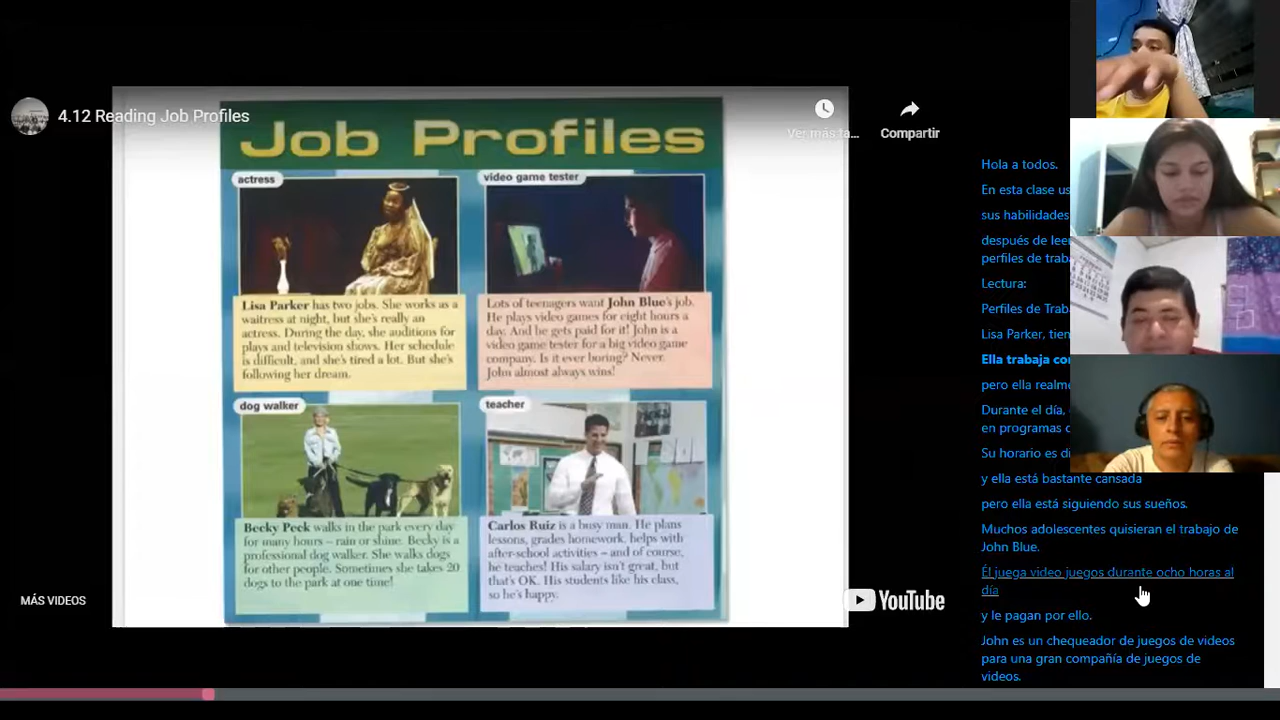 4.12 Reading Job Profiles
Ver más ta...
Compartir
Job Profiles
actress
Lisa Parker has two jobs. She works as a
waitress at night, but she's really an
actress. During the day, she auditions for
plays and television shows. Her schedule
is difficult, and she's tired a lot. But she's
following her dream.
video game tester
Lots of teenagers want John Blue's job.
He plays video games for eight hours a
day. And he gets paid for it! John is a
video game tester for a big video game
company. Is it ever boring? Never.
John almost always wins!
dog walker
Becky Peck walks in the park every day
for many hours – rain or shine. Becky is a
professional dog walker. She walks dogs
for other people. Sometimes she takes 20
dogs to the park at one time!
teacher
Carlos Ruiz is a busy man. He plans
lessons, grades homework, helps with
after-school activities – and of course,
he teaches! His salary isn't great, but
that's OK. His students like his class,
so he's happy.
MÁS VIDEOS
YouTube
Hola a todos.
En esta clase
sus habilidades
después de
perfiles de
Lectura:
Perfiles de
Lisa Parker,
Ella trabaja
pero ella
Durante el día,
en programas
Su horario es
y ella está bastante cansada
pero ella está siguiendo sus sueños.
Muchos adolescentes quisieran el trabajo de
John Blue.
Él juega video juegos durante ocho horas al
día
y le pagan por ello.
John es un chequeador de juegos de videos
para una gran compañía de juegos de
videos.